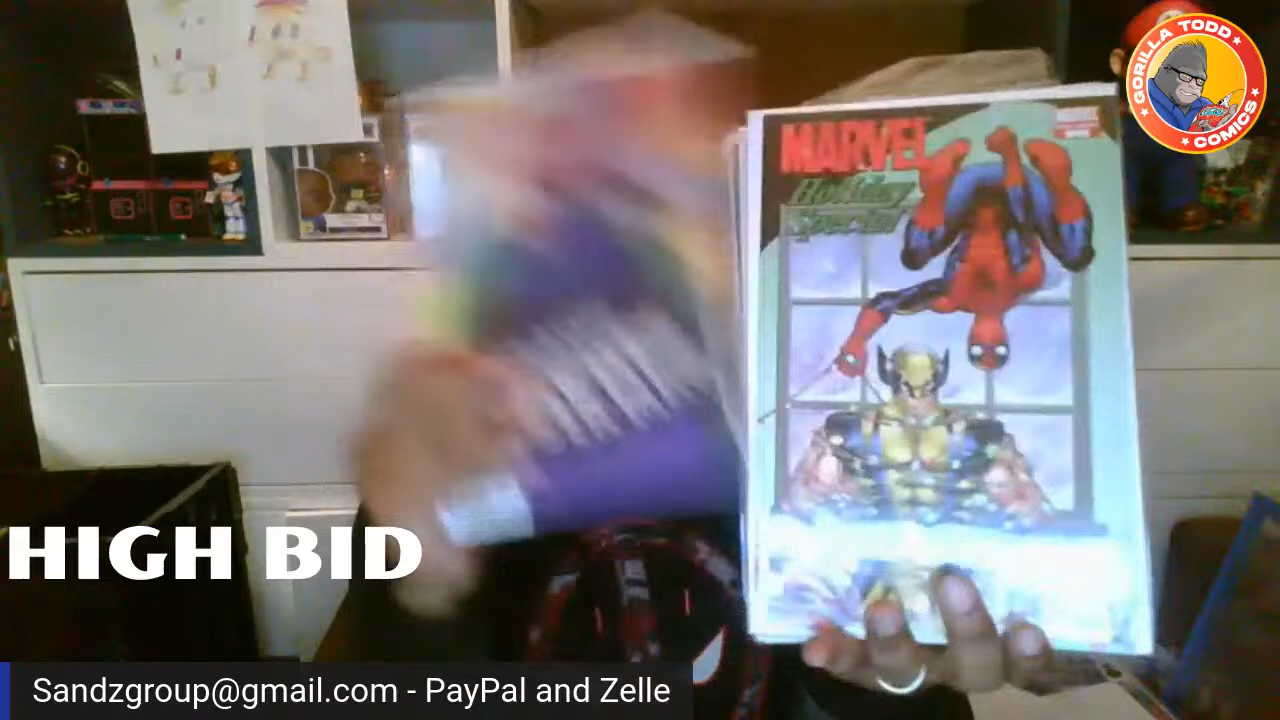 GORILLA TODD
COMICS
MARVEL
Holiday
Special
HIGH BID
Sandzgroup@gmail.com - PayPal and Zelle